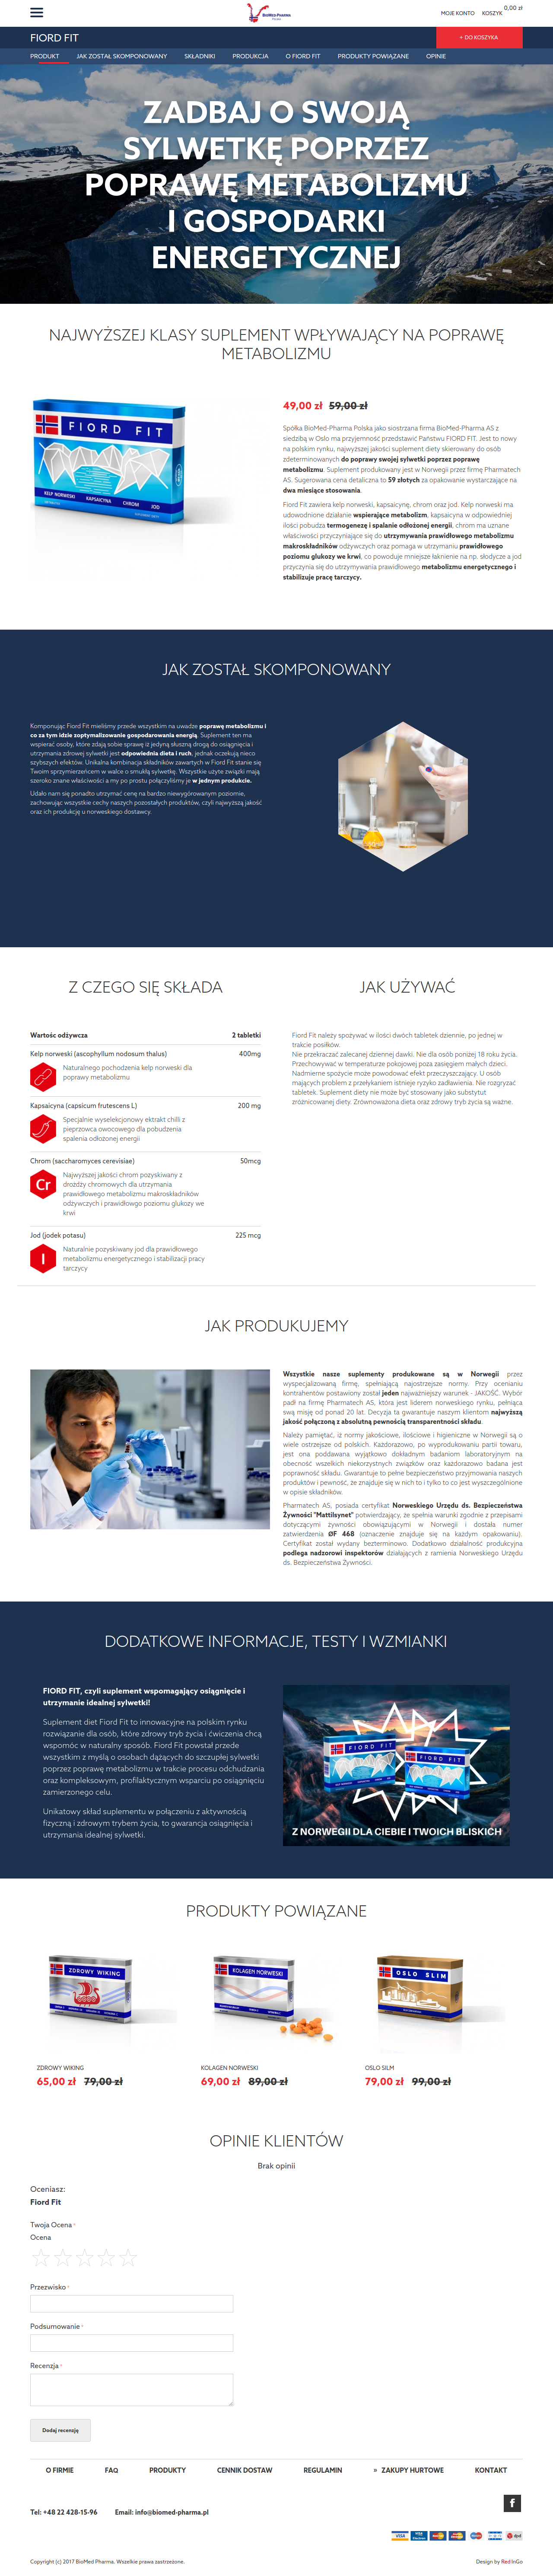 BioMed-Pharma
MOJE KONTO KOSZYK 0,00 zł
FIORD FIT
+ DO KOSZYKA
PRODUKT JAK ZOSTAŁ SKOMPONOWANY SKŁADNIKI PRODUKCJA O FIORD FIT PRODUKTY POWIĄZANE OPINIE
ZADBAJ O SWOJĄ
SYLWETKĘ POPRZEZ
POPRAWĘ METABOLIZMU
I GOSPODARKI
ENERGETYCZNEJ
NAJWYŻSZEJ KLASY SUPLEMENT WPŁYWAJĄCY NA POPRAWĘ
METABOLIZMU
FIORD FIT
KELP NORWESKI KAPSAICYNA CHROM JOD
49,00 zł 59,00 zł
Spółka BioMed-Pharma Polska jako siostrzana firma BioMed-Pharma AS z
siedzibą w Oslo ma przyjemność przedstawić Państwu FIORD FIT. Jest to nowy
na polskim rynku, najwyższej jakości suplement diety skierowany do osób
zdeterminowanych do poprawy swojej sylwetki poprzez poprawę
metabolizmu. Suplement produkowany jest w Norwegii przez firmę Pharmatech
AS. Sugerowana cena detaliczna to 59 złotych za opakowanie wystarczające na
dwa miesiące stosowania.
Fiord Fit zawiera kelp norweski, kapsaicynę, chrom oraz jod. Kelp norweski ma
udowodnione działanie wspierające metabolizm, kapsaicyna w odpowiedniej
ilości pobudza termogenezę i spalanie odłożonej energii, chrom ma uznane
właściwości przyczyniające się do utrzymywania prawidłowego metabolizmu
makroskładników odżywczych oraz pomaga w utrzymaniu prawidłowego
poziomu glukozy we krwi, co powoduje mniejsze łaknienie na np. słodycze a jod
przyczynia się do utrzymywania prawidłowego metabolizmu energetycznego i
stabilizuje pracę tarczycy.
JAK ZOSTAŁ SKOMPONOWANY
Komponując Fiord Fit mieliśmy przede wszystkim na uwadze poprawę metabolizmu i
co za tym idzie zoptymalizowanie gospodarowania energią. Suplement ten ma
wspierać osoby, które zdają sobie sprawę iż jedyną słuszną drogą do osiągnięcia i
utrzymania zdrowej sylwetki jest odpowiednia dieta i ruch, jednak oczekują nieco
szybszych efektów. Unikalna kombinacja składników zawartych w Fiord Fit stanie się
Twoim sprzymierzeńcem w walce o smukłą sylwetkę. Wszystkie użyte związki mają
szeroko znane właściwości a my po prostu połączyliśmy je w jednym produkcie.
Udało nam się ponadto utrzymać cenę na bardzo niewygórowanym poziomie,
zachowując wszystkie cechy naszych pozostałych produktów, czyli najwyższą jakość
oraz ich produkcję u norweskiego dostawcy.
Z CZEGO SIĘ SKŁADA
Wartośc odżywcza 2 tabletki
Kelp norweski (ascophyllum nodosum thalus) 400mg
Naturalnego pochodzenia kelp norweski dla
poprawy metabolizmu
Kapsaicyna (capsicum frutescens L) 200 mg
Specjalnie wyselekcjonowany ekstrakt chilli z
pieprzowca owocowego dla pobudzenia
spalenia odłożonej energii
Chrom (saccharomyces cerevisiae) 50mcg
Cr
Najwyższej jakości chrom pozyskiwany z
drożdży chromowych dla utrzymania
prawidłowego metabolizmu makroskładników
odżywczych i prawidłowgo poziomu glukozy we
krwi
Jod (jodek potasu) 225 mcg
I
Naturalnie pozyskiwany jod dla prawidłowego
metabolizmu energetycznego i stabilizacji pracy
tarczycy
JAK UŻYWAĆ
Fiord Fit należy spożywać w ilości dwóch tabletek dziennie, po jednej w
trakcie posiłków.
Nie przekraczać zalecanej dziennej dawki. Nie dla osób poniżej 18 roku życia.
Przechowywać w temperaturze pokojowej poza zasięgiem małych dzieci.
Nadmierne spożycie może powodować efekt przeczyszczający. U osób
mających problem z przełykaniem istnieje ryzyko zadławienia. Nie rozgryzać
tabletek. Suplement diety nie może być stosowany jako substytut
zróżnicowanej diety. Zrównoważona dieta oraz zdrowy tryb życia są ważne.
JAK PRODUKUJEMY
Wszystkie nasze suplementy produkowane są w Norwegii przez
wyspecjalizowaną firmę, spełniającą najostrzejsze normy. Przy ocenianiu
kontrahentów postawiony został jeden najważniejszy warunek - JAKOŚĆ. Wybór
padł na firmę Pharmatech AS, która jest liderem norweskiego rynku, pełniąca
swą misję od ponad 20 lat. Decyzja ta gwarantuje naszym klientom najwyższą
jakość połączoną z absolutną pewnością transparentności składu.
Należy pamiętać, iż normy jakościowe, ilościowe i higieniczne w Norwegii są o
wiele ostrzejsze od polskich. Każdorazowo, po wyprodukowaniu partii towaru,
jest ona poddawana wyjątkowo dokładnym badaniom laboratoryjnym na
obecność wszelkich niekorzystnych związków oraz każdorazowo badana jest
poprawność składu. Gwarantuje to pełne bezpieczeństwo przyjmowania naszych
produktów i pewność, że znajduje się w nich to i tylko to co jest wyszczególnione
w opisie składników.
Pharmatech AS, posiada certyfikat Norweskiego Urzędu ds. Bezpieczeństwa
Żywności "Mattilsynet" potwierdzający, że spełnia warunki zgodnie z przepisami
dotyczącymi żywności obowiązującymi w Norwegii i dostała numer
zatwierdzenia ØF 468 (oznaczenie znajduje się na każdym opakowaniu).
Certyfikat został wydany bezterminowo. Dodatkowo działalność produkcyjna
podlega nadzorowi inspektorów działających z ramienia Norweskiego Urzędu
ds. Bezpieczeństwa Żywności.
DODATKOWE INFORMACJE, TESTY I WZMIANKI
FIORD FIT, czyli suplement wspomagający osiągnięcie i
utrzymanie idealnej sylwetki!
Suplement diet Fiord Fit to innowacyjne na polskim rynku
rozwiązanie dla osób, które zdrowy tryb życia i ćwiczenia chcą
wspomóc w naturalny sposób. Fiord Fit powstał przede
wszystkim z myślą o osobach dążących do szczupłej sylwetki
poprzez poprawę metabolizmu w trakcie procesu odchudzania
oraz kompleksowym, profilaktycznym wsparciu po osiągnięciu
zamierzonego celu.
Unikatowy skład suplementu w połączeniu z aktywnością
fizyczną i zdrowym trybem życia, to gwarancja osiągnięcia i
utrzymania idealnej sylwetki.
FIORD FIT
FIORD FIT
Z NORWEGII DLA CIEBIE I TWOICH BLISKICH
PRODUKTY POWIĄZANE
ZDROWY WIKING
KOLAGEN NORWESKI
OSLO SLIM
ZDROWY WIKING KOLAGEN NORWESKI OSLO SILM
65,00 zł 79,00 zł 69,00 zł 89,00 zł 79,00 zł 99,00 zł
OPINIE KLIENTÓW
Brak opinii
Oceniasz:
Fiord Fit
Twoja Ocena *
Ocena
Przezwisko *
Podsumowanie *
Recenzja *
Dodaj recenzję
O FIRMIE FAQ PRODUKTY CENNIK DOSTAW REGULAMIN » ZAKUPY HURTOWE KONTAKT
Tel: +48 22 428-15-96 Email: info@biomed-pharma.pl
VISA
Copyright (c) 2017 BioMed Pharma. Wszelkie prawa zastrzeżone. Design by RedInGo